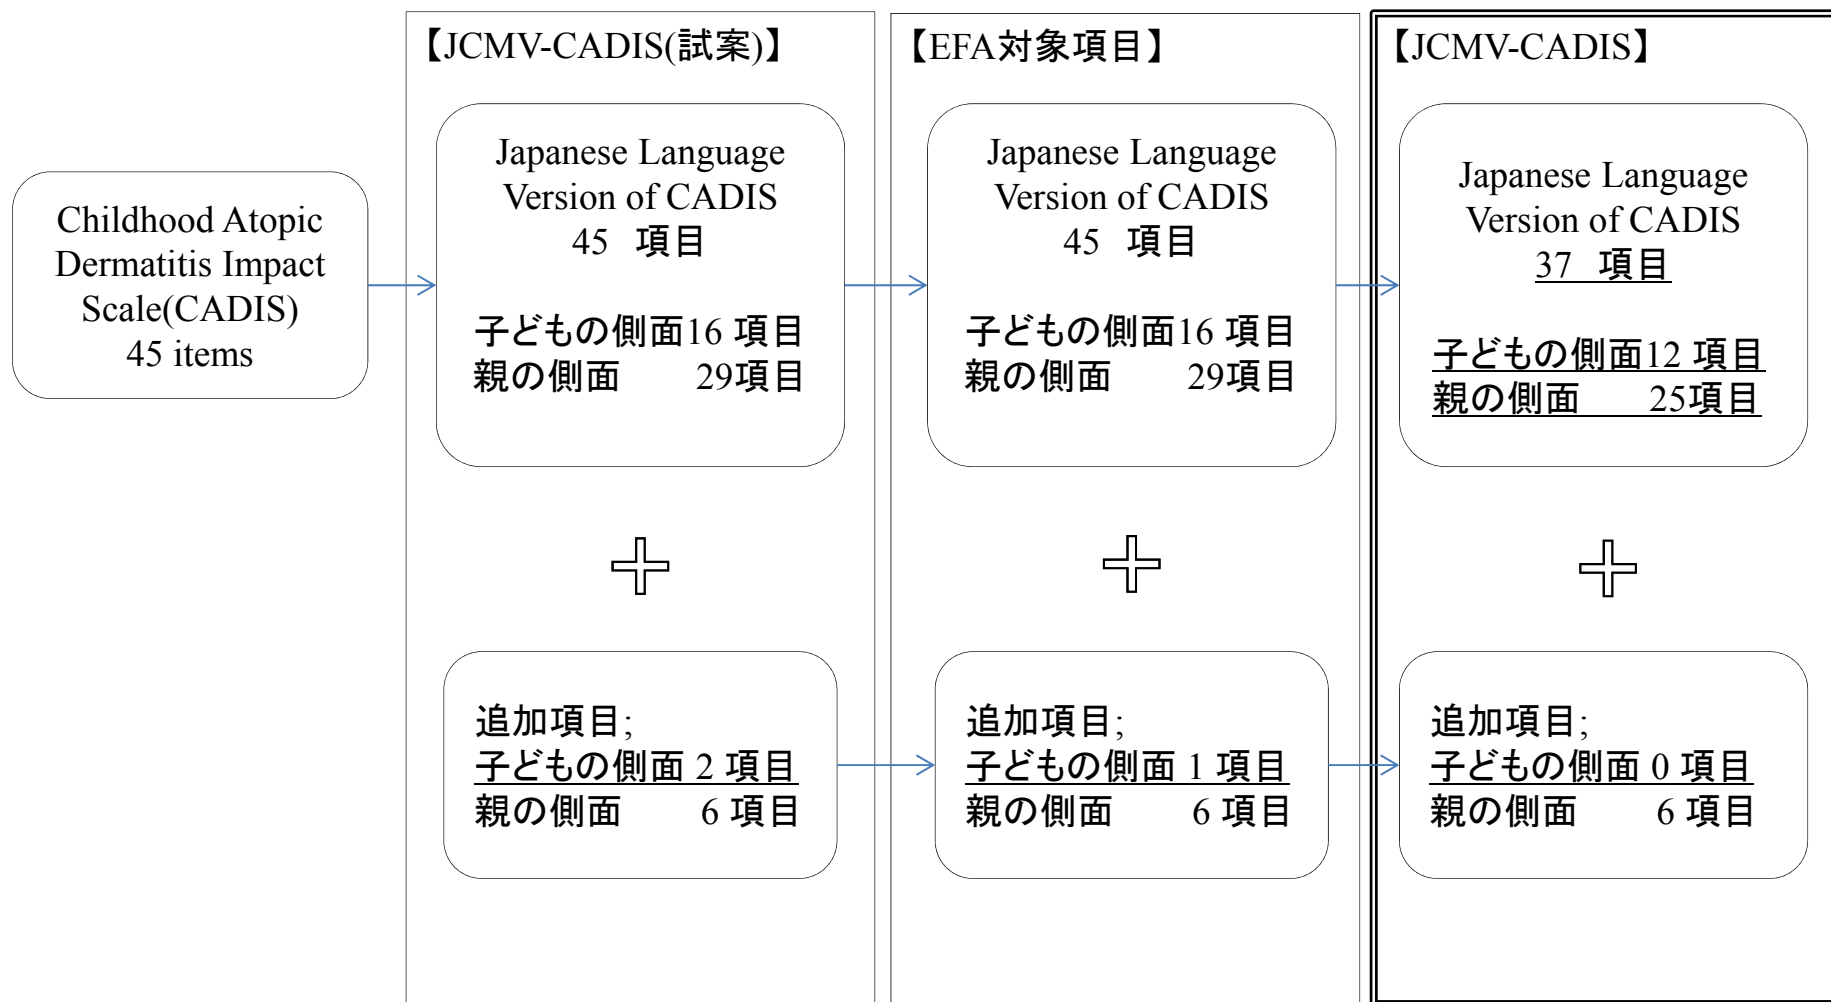 Childhood Atopic
Dermatitis Impact
Scale(CADIS)
45 items
【JCMV-CADIS(試案)】
Japanese Language
Version of CADIS
45 項目
子どもの側面16 項目
親の側面 29項目
追加項目;
子どもの側面 2 項目
親の側面 6 項目
【EFA対象項目】
Japanese Language
Version of CADIS
45 項目
子どもの側面16 項目
親の側面 29項目
追加項目;
子どもの側面 1 項目
親の側面 6 項目
【JCMV-CADIS】
Japanese Language
Version of CADIS
37 項目
子どもの側面12 項目
親の側面 25項目
追加項目;
子どもの側面 0 項目
親の側面 6 項目